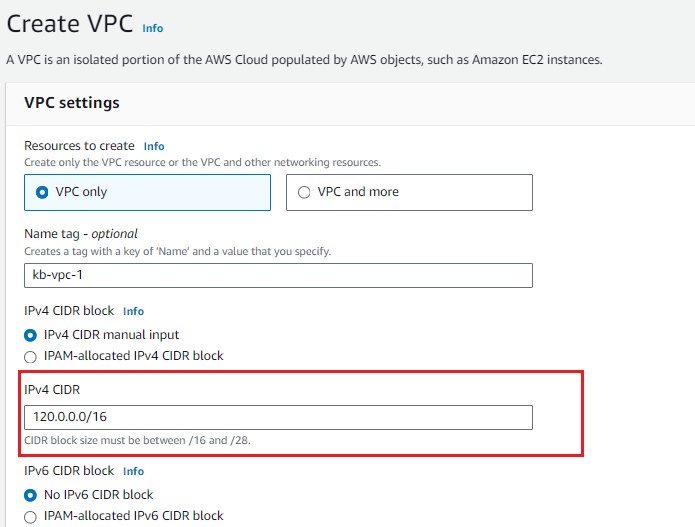 Create VPC Info
A VPC is an isolated portion of the AWS Cloud populated by AWS objects, such as Amazon EC2 instances.
VPC settings
Resources to create Info
Create only the VPC resource or the VPC and other networking resources.
VPC only
VPC and more
Name tag - optional
Creates a tag with a key of 'Name' and a value that you specify.
kb-vpc-1
IPv4 CIDR block Info
IPv4 CIDR manual input
IPAM-allocated IPv4 CIDR block
IPv4 CIDR
120.0.0.0/16
CIDR block size must be between /16 and /28.
IPv6 CIDR block Info
No IPv6 CIDR block
IPAM-allocated IPv6 CIDR block